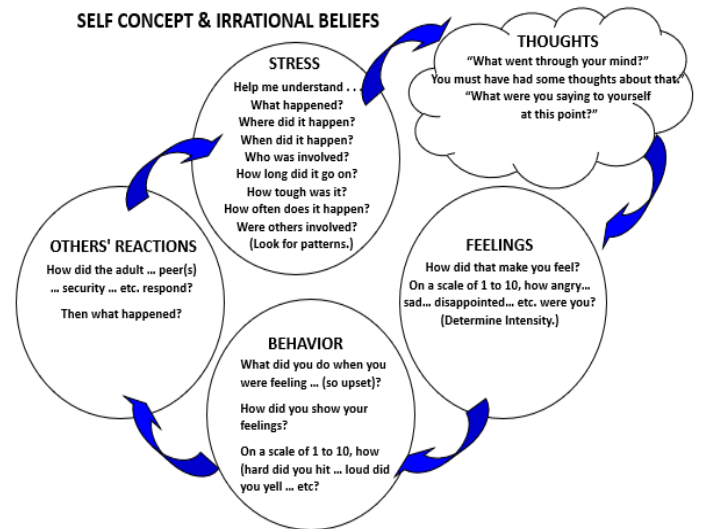 SELF CONCEPT & IRRATIONAL BELIEFS
STRESS
Help me understand . . .
What happened?
Where did it happen?
When did it happen?
Who was involved?
How long did it go on?
How tough was it?
How often does it happen?
Were others involved?
(Look for patterns.)
THOUGHTS
“What went through your mind?”
You must have had some thoughts about that.”
“What were you saying to yourself
at this point?”
FEELINGS
How did that make you feel?
On a scale of 1 to 10, how angry…
sad… disappointed… etc. were you?
(Determine Intensity.)
BEHAVIOR
What did you do when you
were feeling … (so upset)?
How did you show your
feelings?
On a scale of 1 to 10, how
(hard did you hit … loud did
you yell … etc?
OTHERS' REACTIONS
How did the adult … peer(s)
… security … etc. respond?
Then what happened?